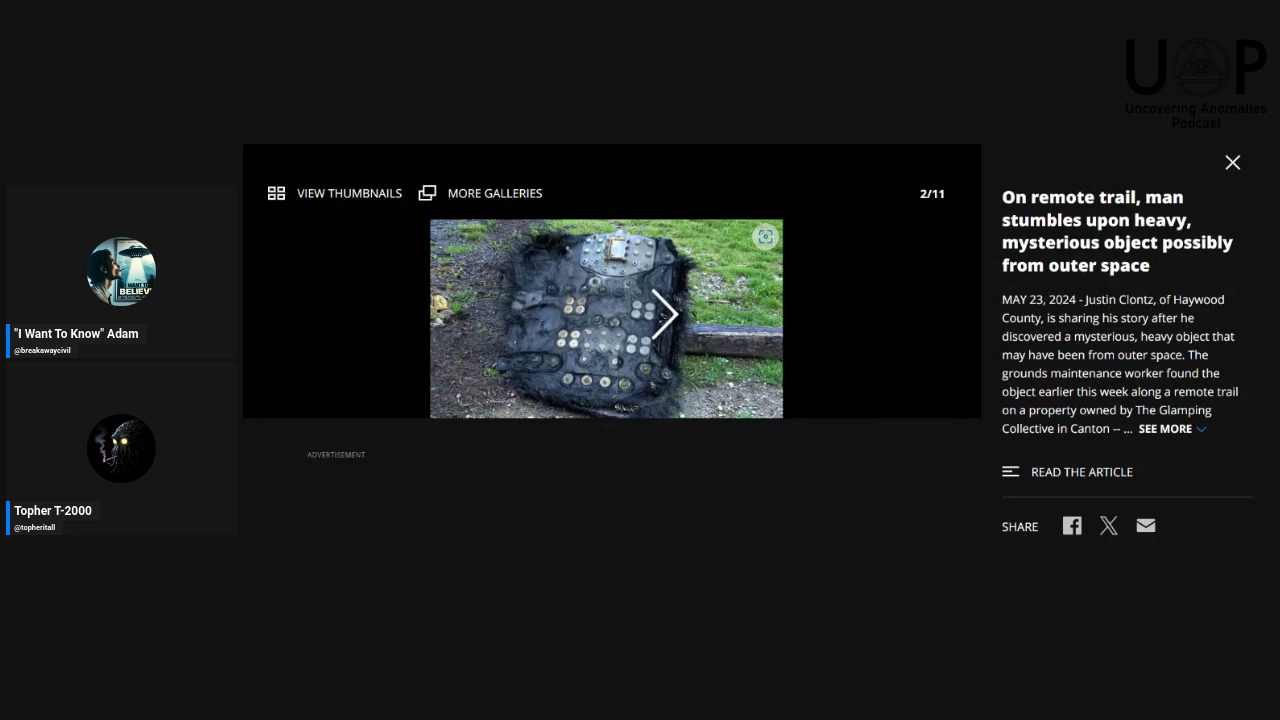 UAP
Uncovering Anomalies
Podcast
VIEW THUMBNAILS
MORE GALLERIES
2/11
On remote trail, man
stumbles upon heavy,
mysterious object possibly
from outer space
MAY 23, 2024 - Justin Clontz, of Haywood
County, is sharing his story after he
discovered a mysterious, heavy object that
may have been from outer space. The
grounds maintenance worker found the
object earlier this week along a remote trail
on a property owned by The Glamping
Collective in Canton -- ... SEE MORE
READ THE ARTICLE
SHARE
ADVERTISEMENT
"I Want To Know" Adam
@breakawaycivil
Topher T-2000
@topheritall